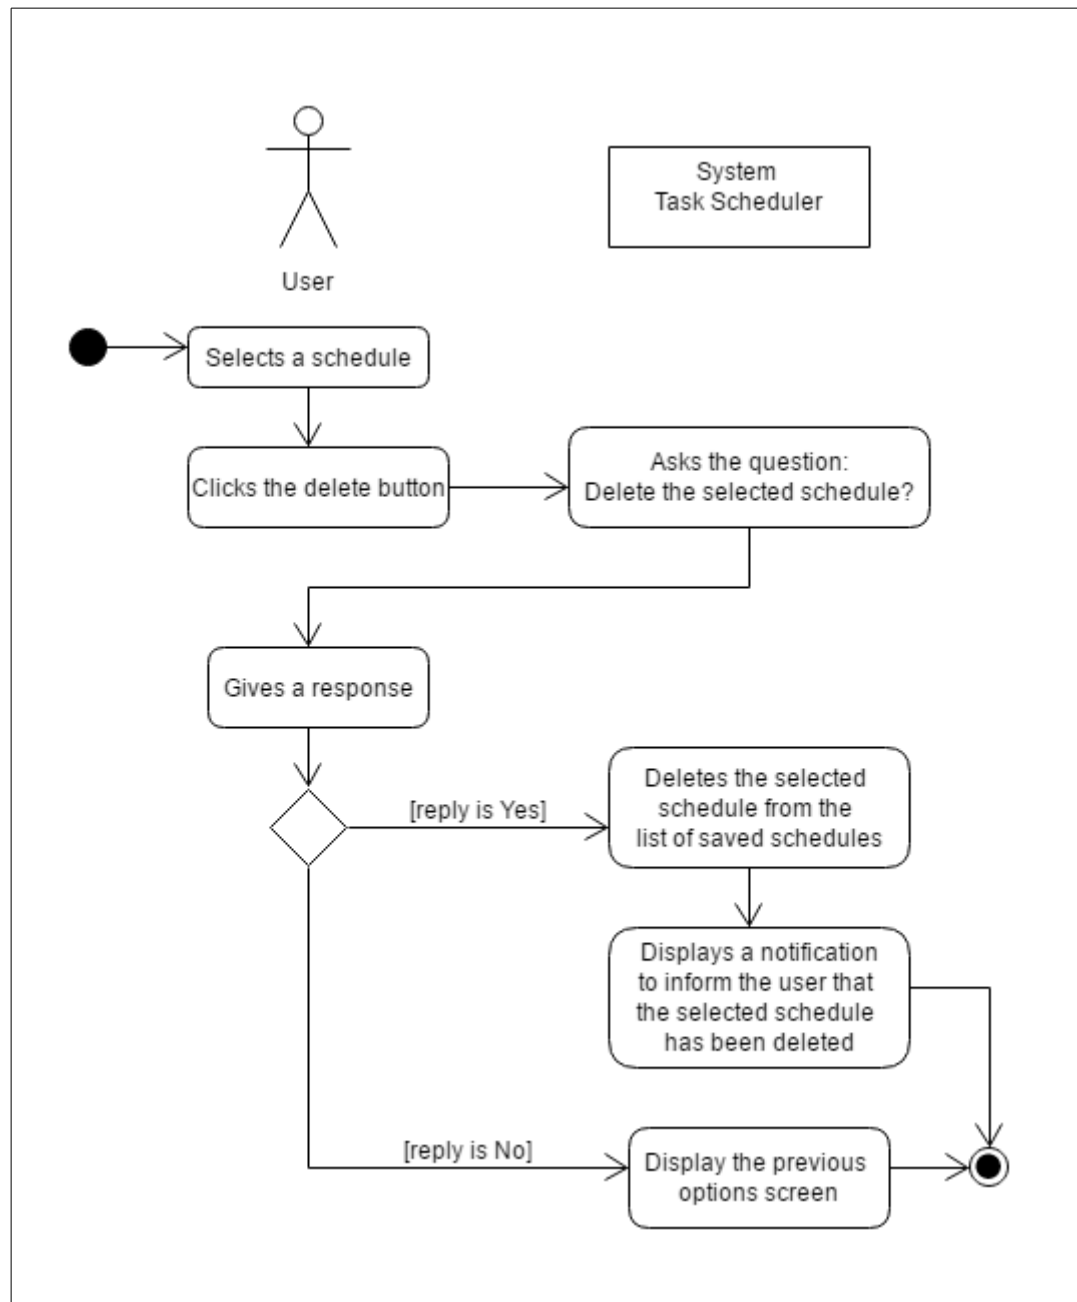 System
Task Scheduler
User
Selects a schedule
Clicks the delete button
Asks the question:
Delete the selected schedule?
Gives a response
[reply is Yes]
Deletes the selected
schedule from the
list of saved schedules
Displays a notification
to inform the user that
the selected schedule
has been deleted
[reply is No]
Display the previous
options screen